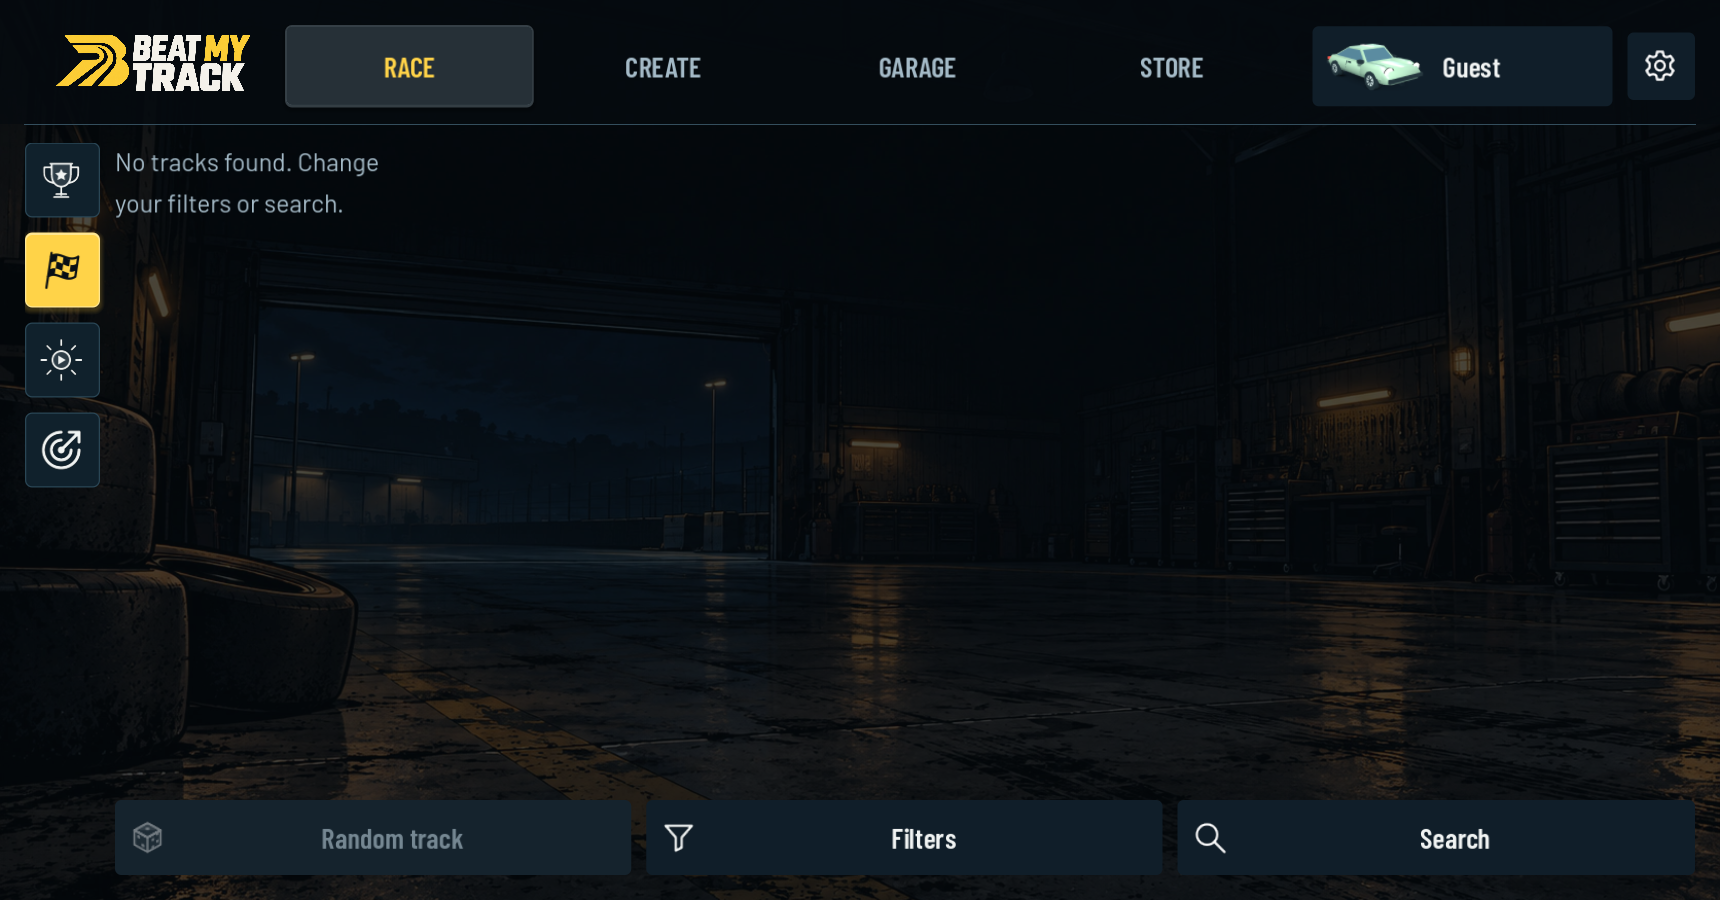 BEAT MY
TRACK
RACE
CREATE
GARAGE
STORE
Guest
No tracks found. Change
your filters or search.
Random track
Filters
Search